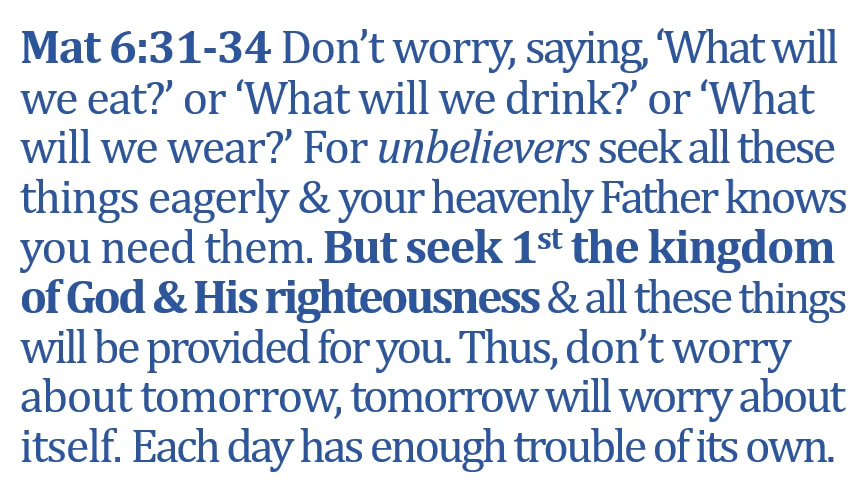 Mat 6:31-34 Don’t worry, saying, ‘What will
we eat?’ or ‘What will we drink?’ or ‘What
will we wear?’ For unbelievers seek all these
things eagerly & your heavenly Father knows
you need them. But seek 1st the kingdom
of God & His righteousness & all these things
will be provided for you. Thus, don’t worry
about tomorrow, tomorrow will worry about
itself. Each day has enough trouble of its own.